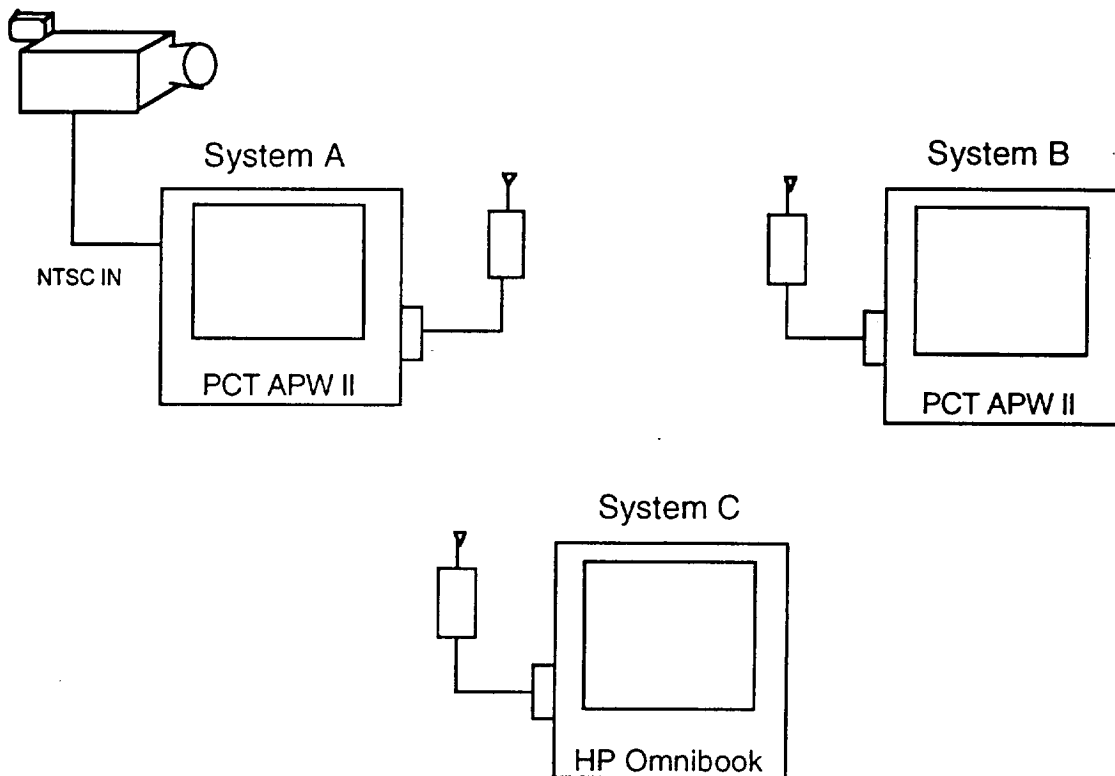 System A
System B
NTSC IN
PCT APW II
PCT APW II
System C
HP Omnibook